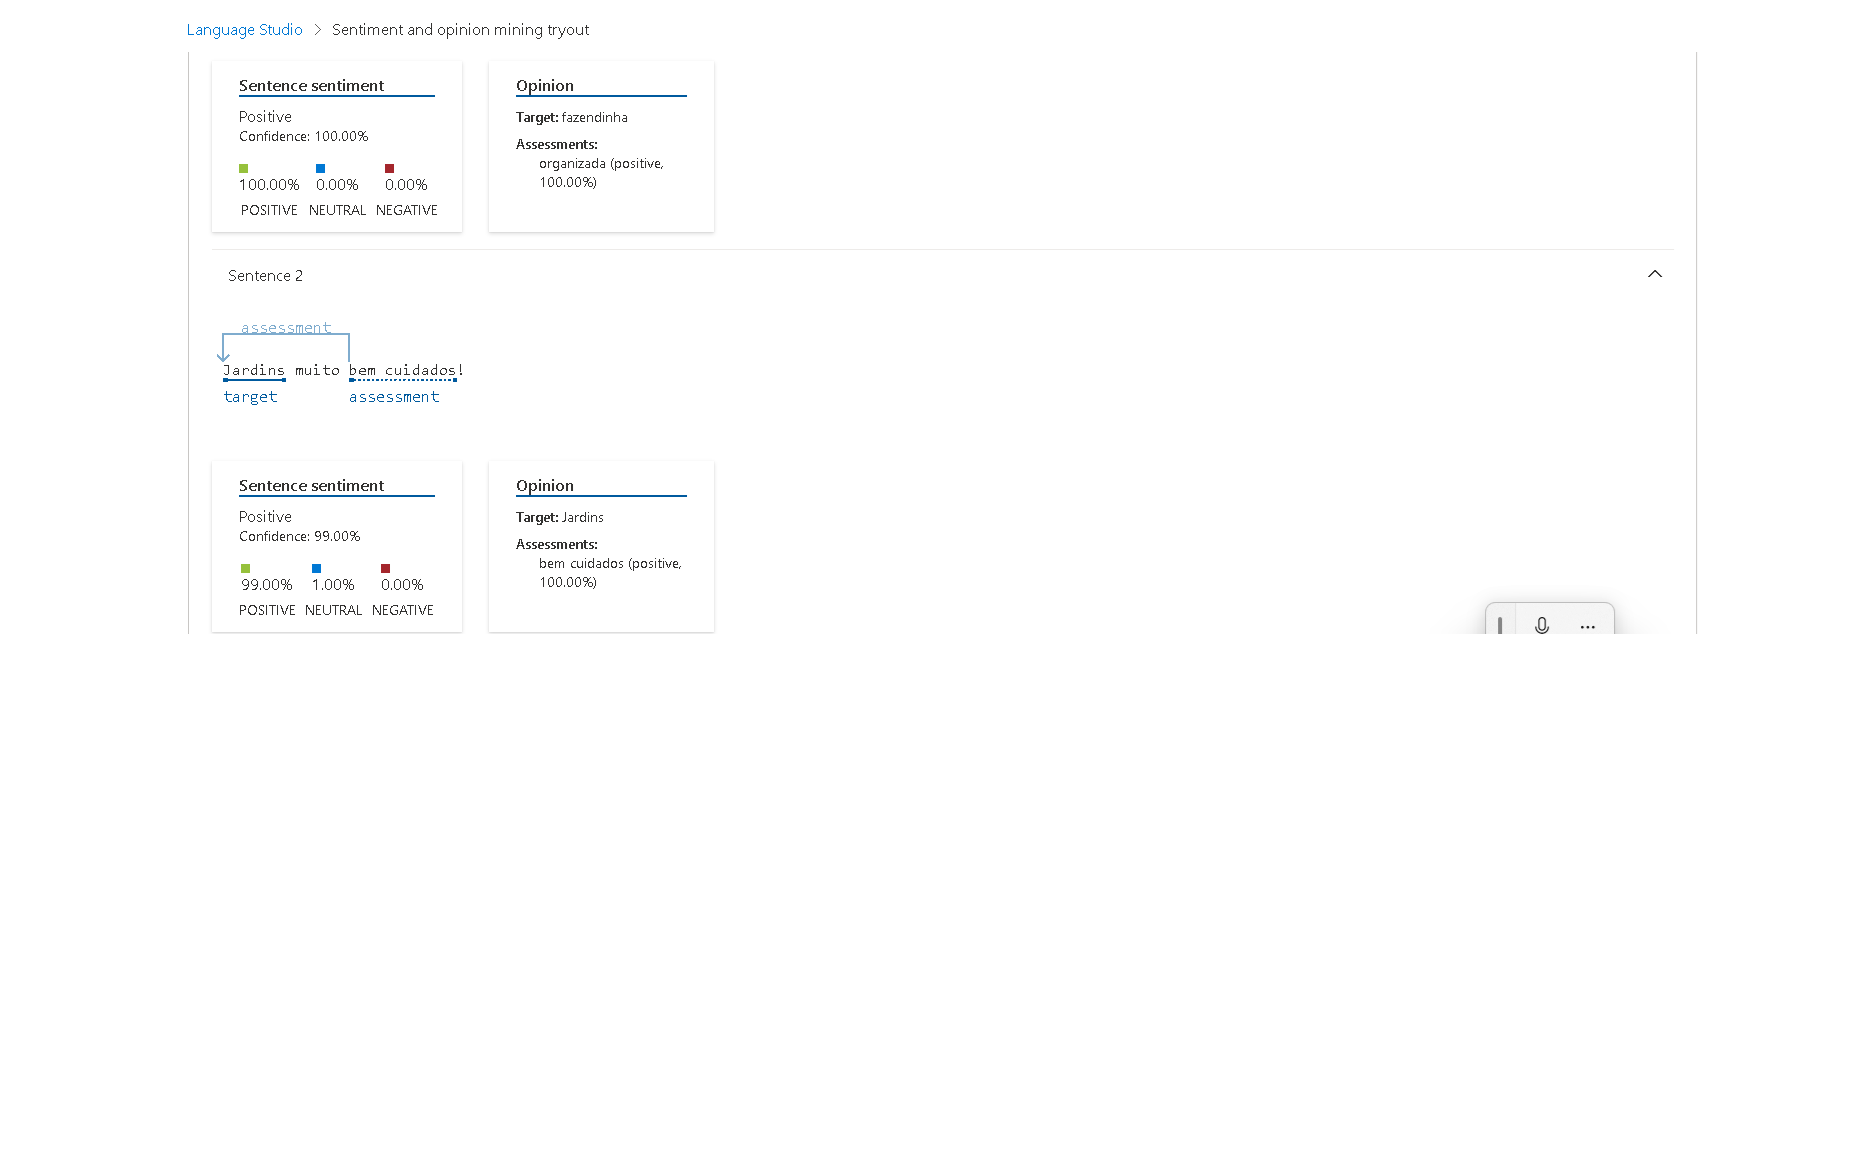 Language Studio > Sentiment and opinion mining tryout
Sentence sentiment
Positive
Confidence: 100.00%
100.00% 0.00% 0.00%
POSITIVE NEUTRAL NEGATIVE
Opinion
Target: fazendinha
Assessments:
organizada (positive,
100.00%)
Sentence 2
assessment
Jardins muito bem cuidados!
target assessment
Sentence sentiment
Positive
Confidence: 99.00%
99.00% 1.00% 0.00%
POSITIVE NEUTRAL NEGATIVE
Opinion
Target: Jardins
Assessments:
bem cuidados (positive,
100.00%)